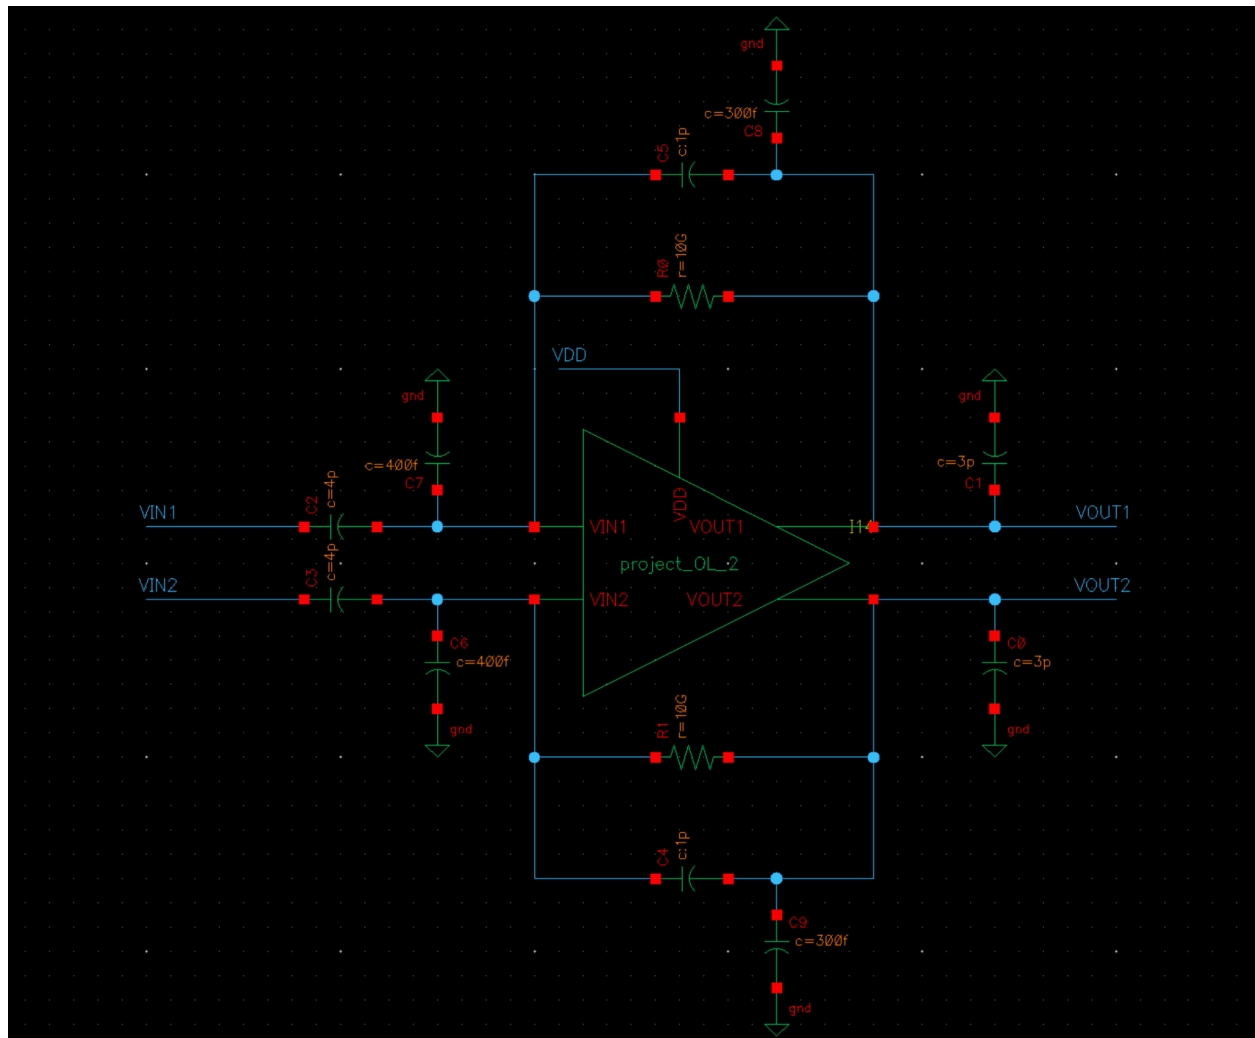 gnd
c=300f
C8
C5
c:1p
R0
r=10G
VDD
gnd
c=400f
C7
gnd
c=3p
C1
VIN1
C2
c=4p
VIN1
VDD
VOUT1
I14
VOUT1
project_OL_2
VIN2
C3
c=4p
VIN2
VOUT2
VOUT2
C6
c=400f
gnd
C0
c=3p
gnd
R1
r=10G
C4
c:1p
C9
c=300f
gnd